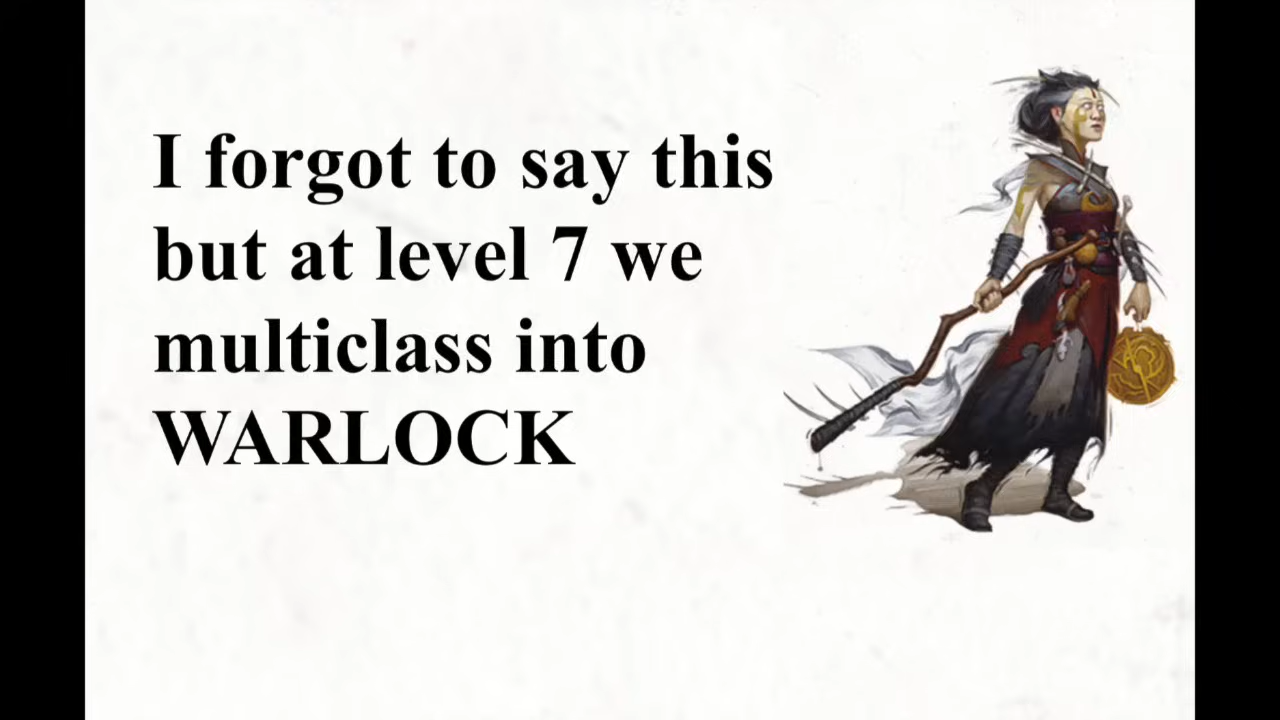 I forgot to say this
but at level 7 we
multiclass into
WARLOCK